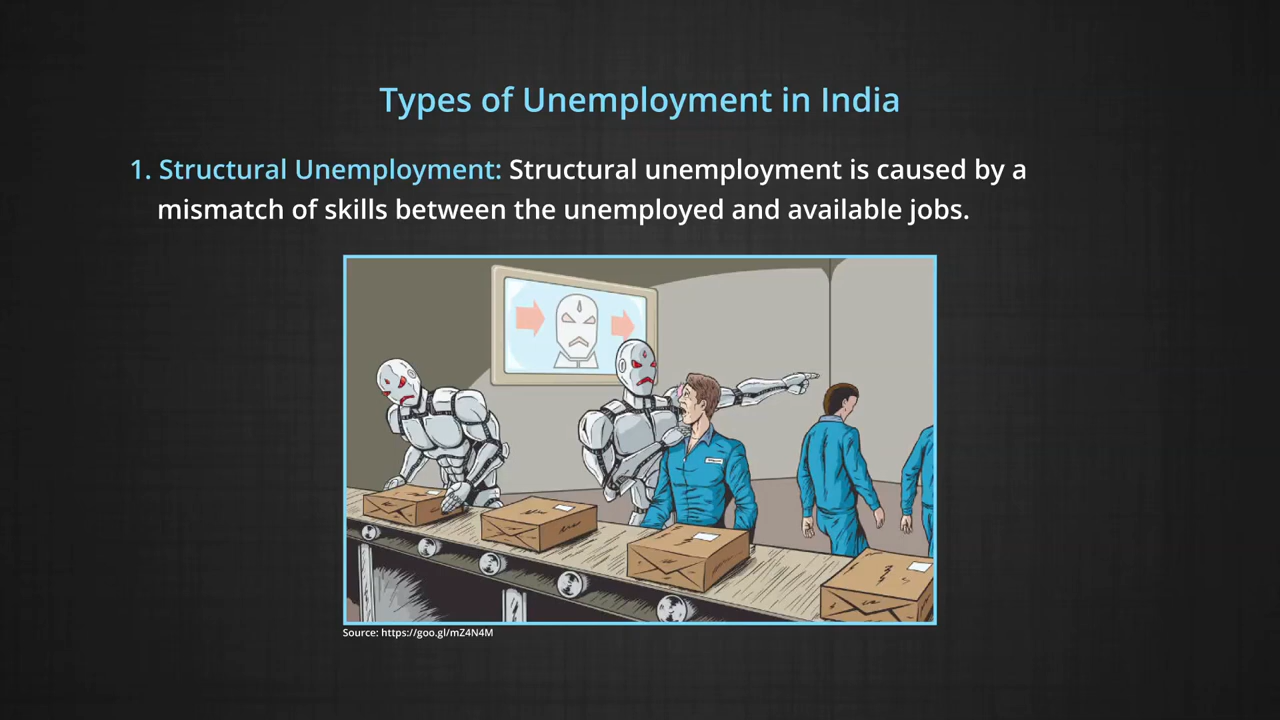 Types of Unemployment in India
1. Structural Unemployment: Structural unemployment is caused by a
mismatch of skills between the unemployed and available jobs.
Source: https://goo.gl/mZ4N4M